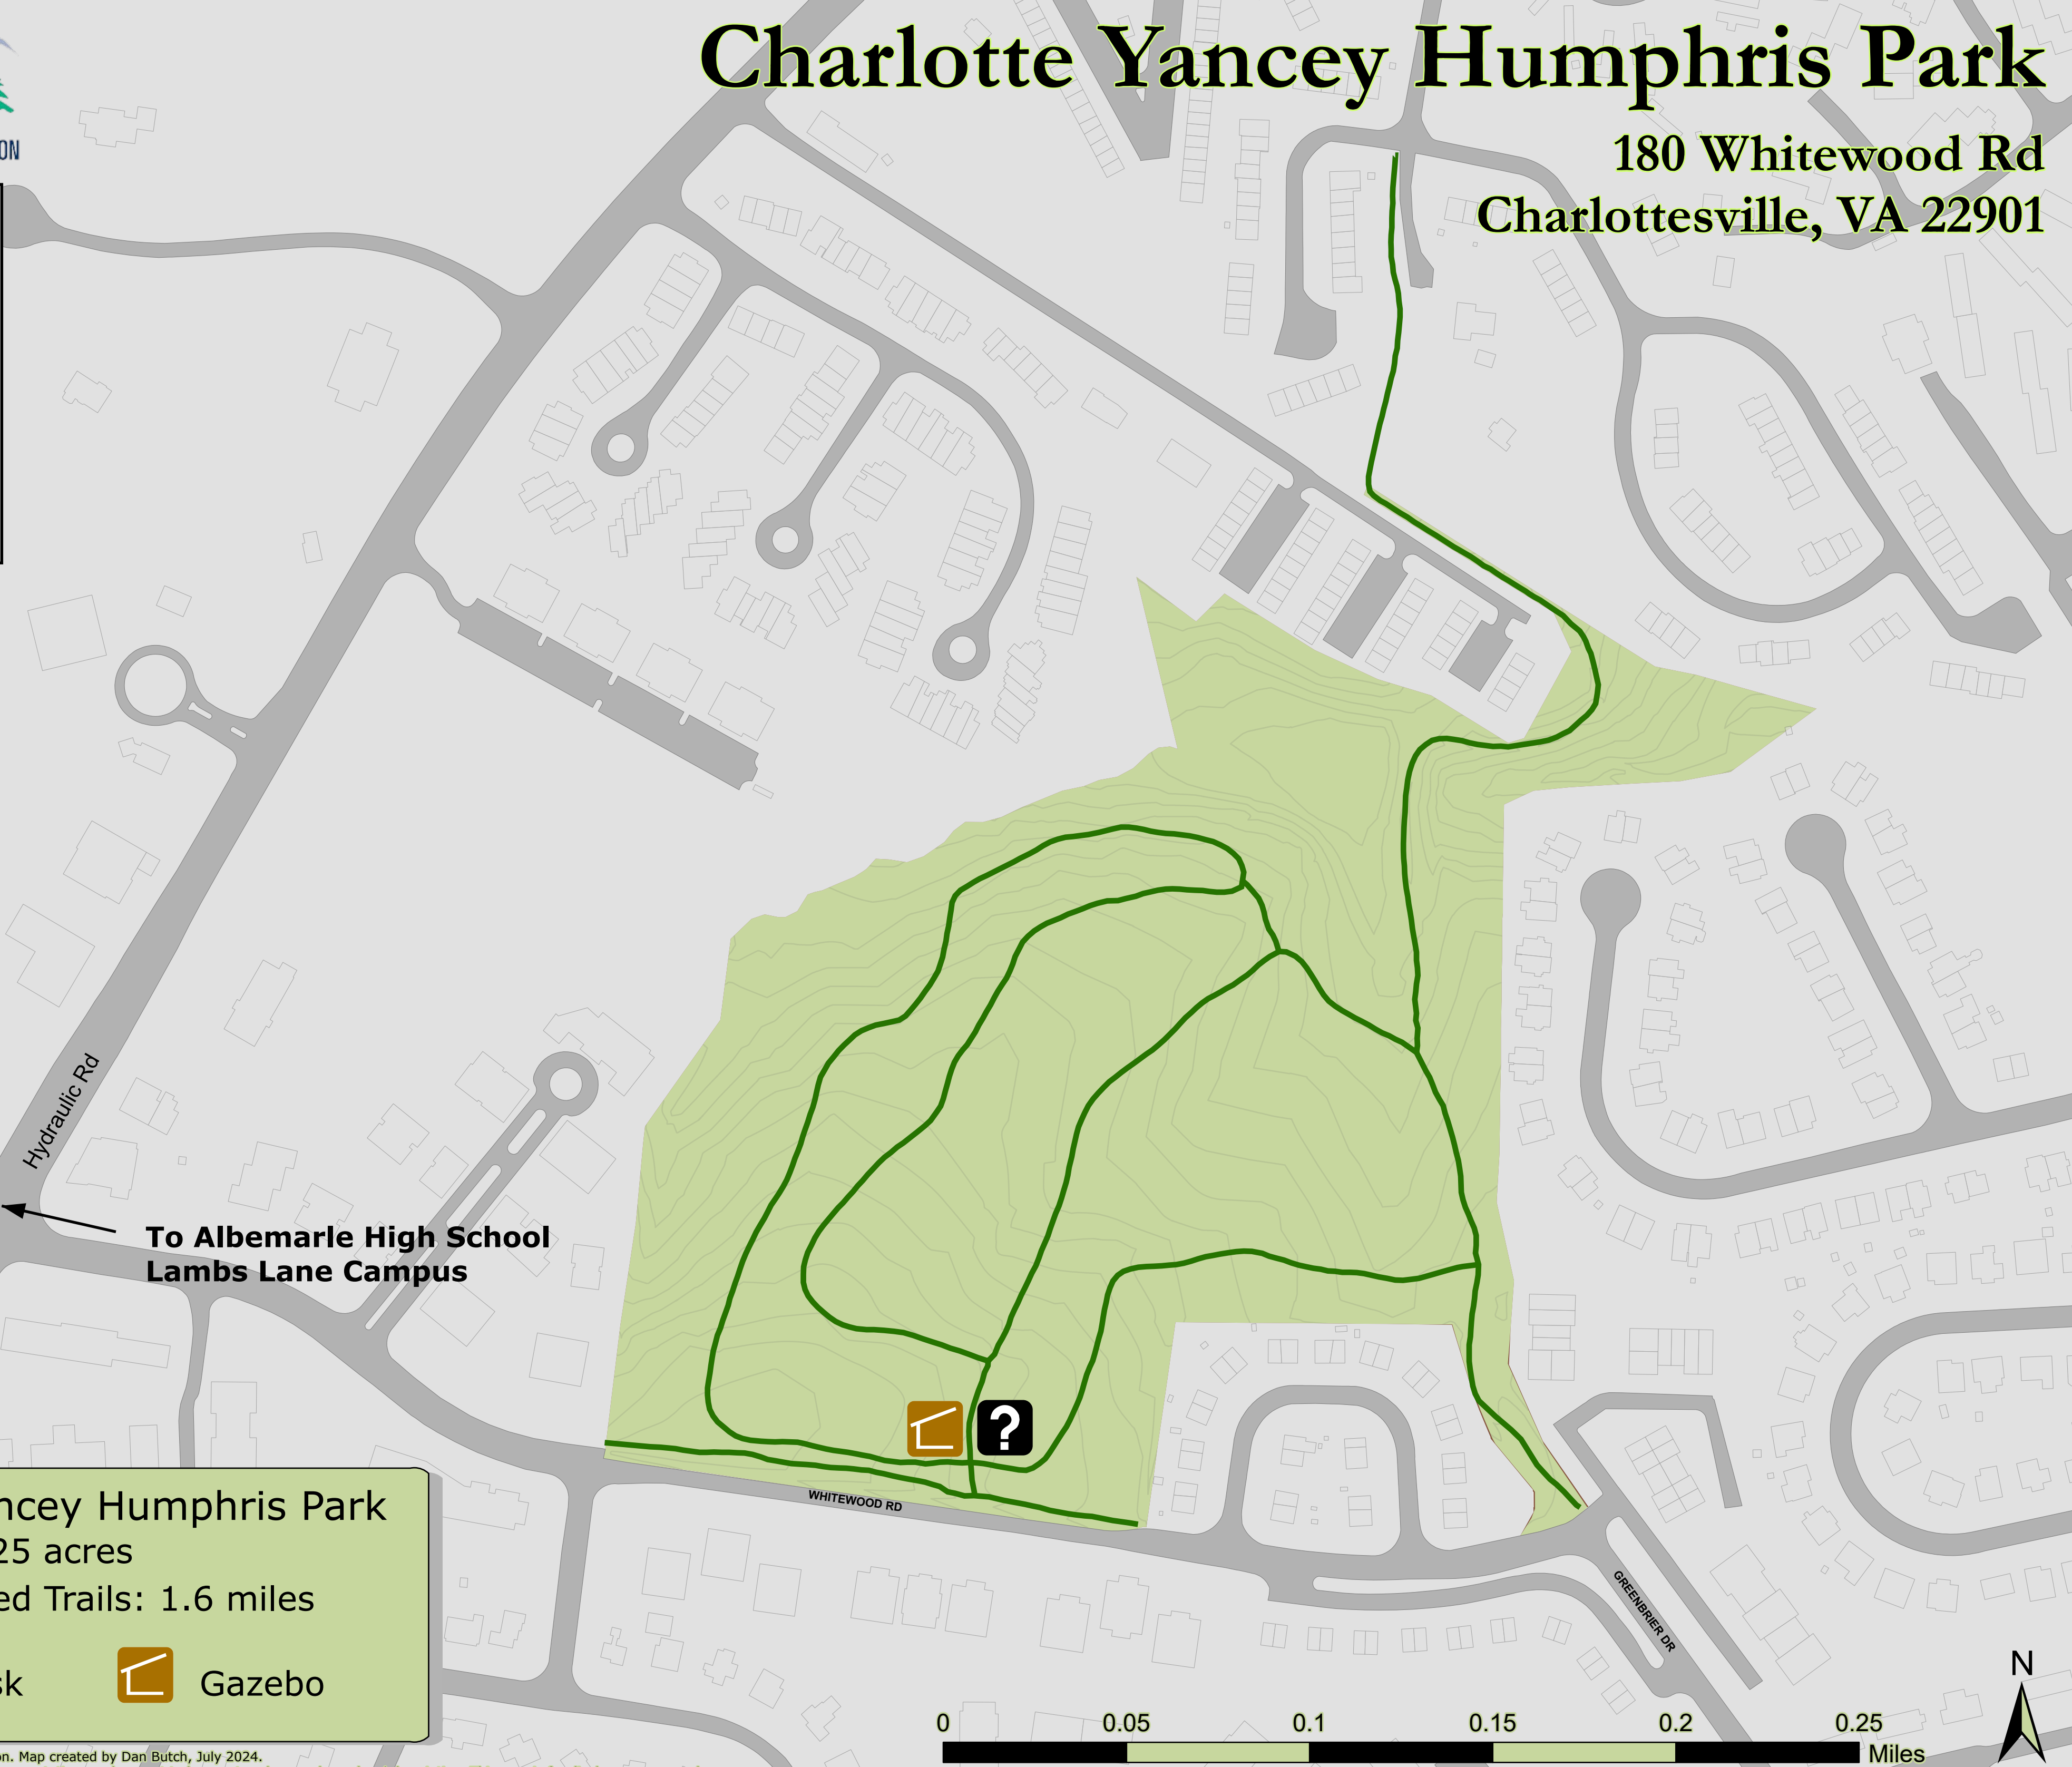 Charlotte Yancey Humphris Park
180 Whitewood Rd
Charlottesville, VA 22901
ON
Hydraulic Rd
To Albemarle High School
Lambs Lane Campus
?
WHITEWOOD RD
GREENBRIER DR
ncey Humphris Park
25 acres
ed Trails: 1.6 miles
sk
Gazebo
on. Map created by Dan Butch, July 2024.
N
0 0.05 0.1 0.15 0.2 0.25
Miles